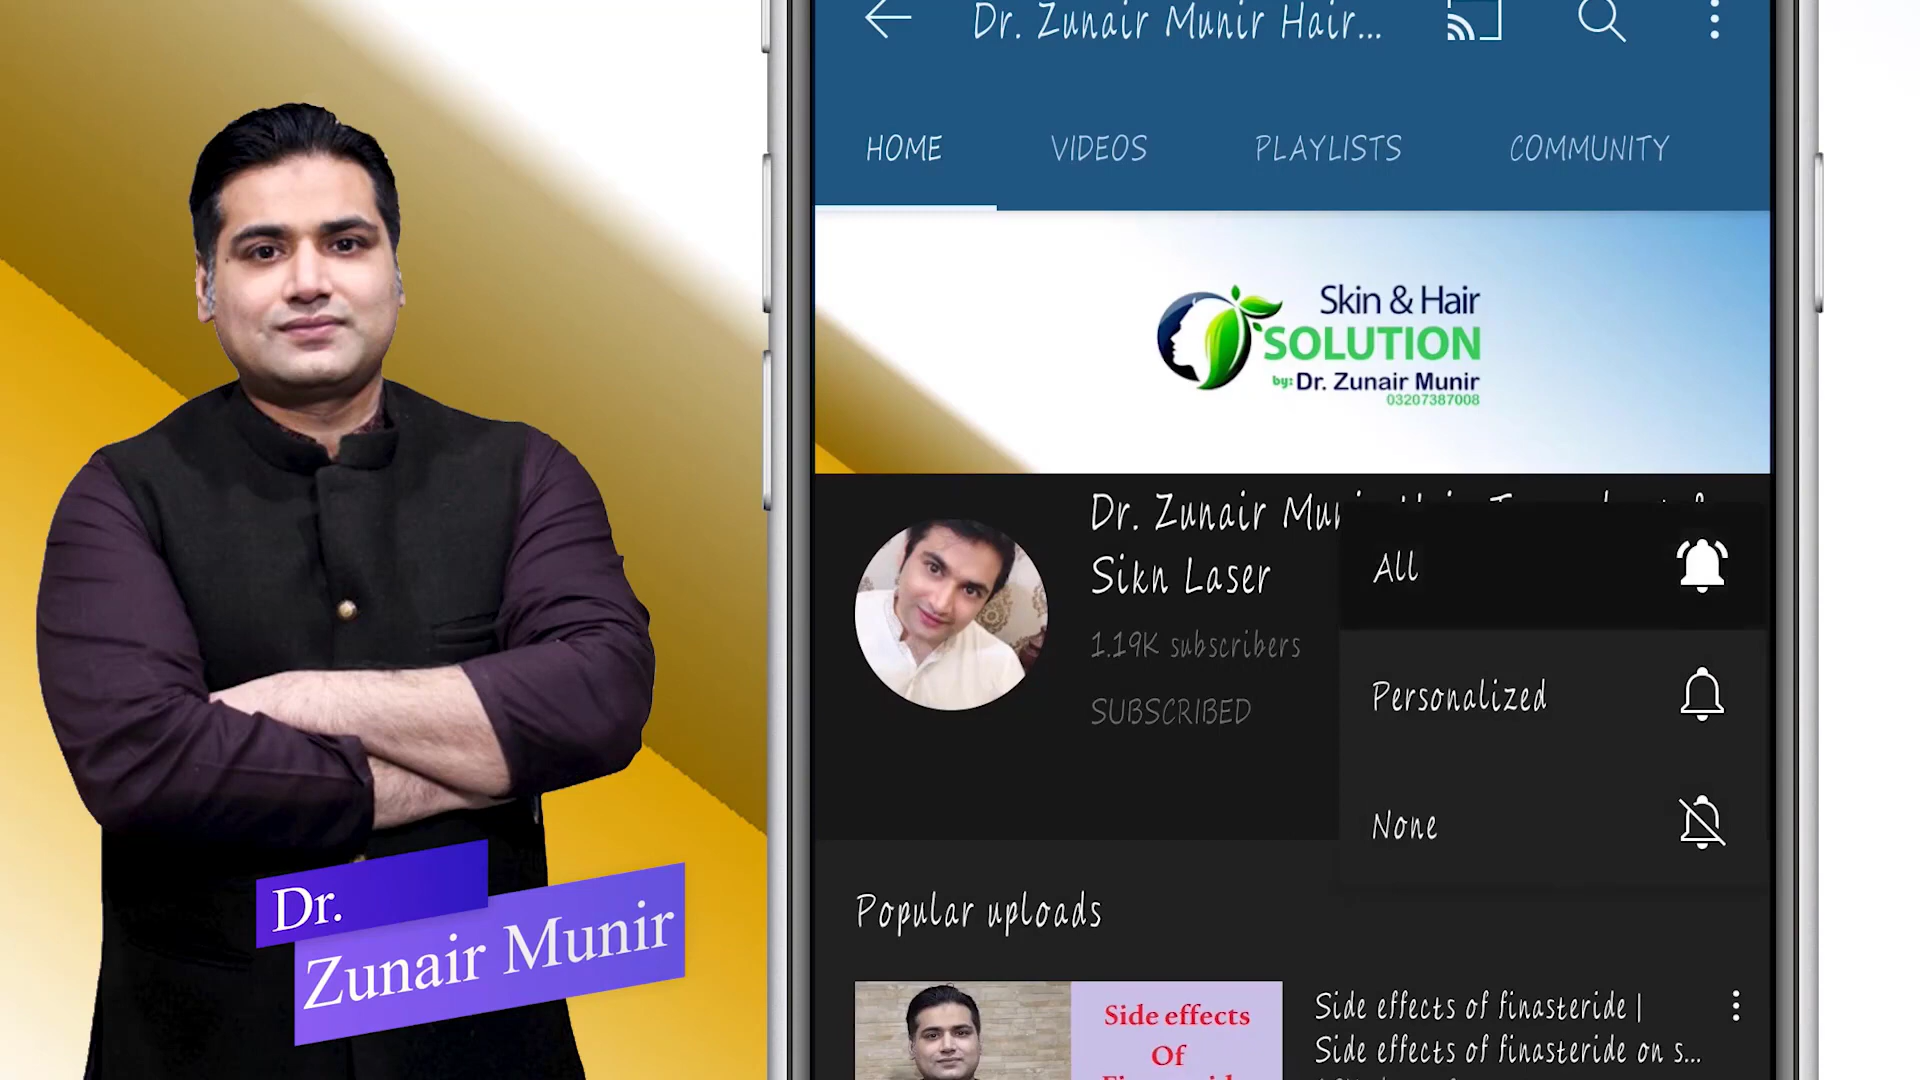 Dr. Zunair Munir Hair...
HOME VIDEOS PLAYLISTS COMMUNITY
Skin & Hair
SOLUTION
by: Dr. Zunair Munir
03207387008
Dr. Zunair
Sikn Laser
1.19K subscribers
SUBSCRIBED
All
Personalized
None
Popular uploads
Side effects
Of
Side effects of finasteride |
Side effects of finasteride on s...
Dr.
Zunair Munir